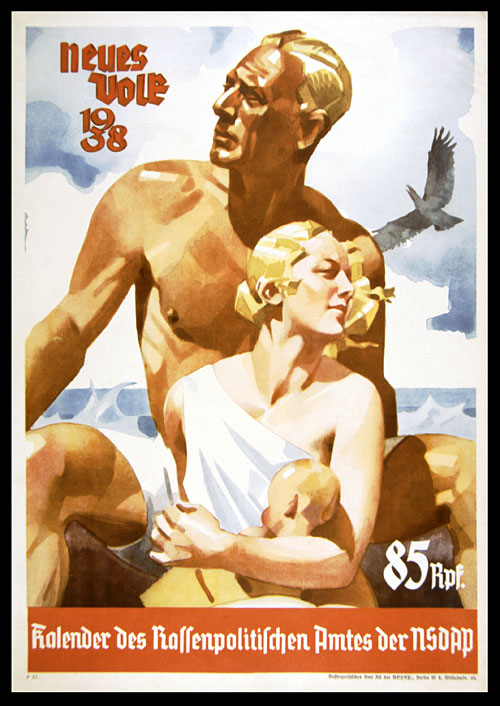 neues
Volk
19
38
85 Rpf.
Kalender des Rassenpolitischen Amtes der NSDAP